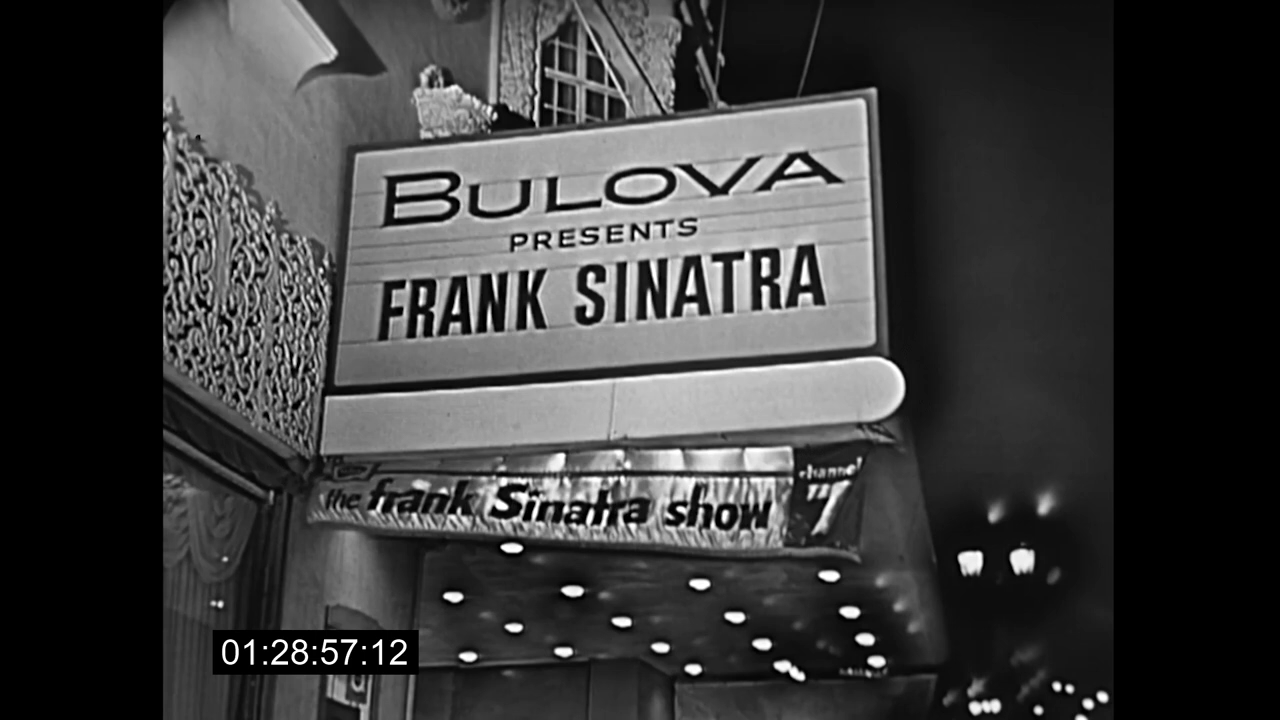 BULOVA
PRESENTS
FRANK SINATRA
the frank Sinatra show
channel
7
01:28:57:12